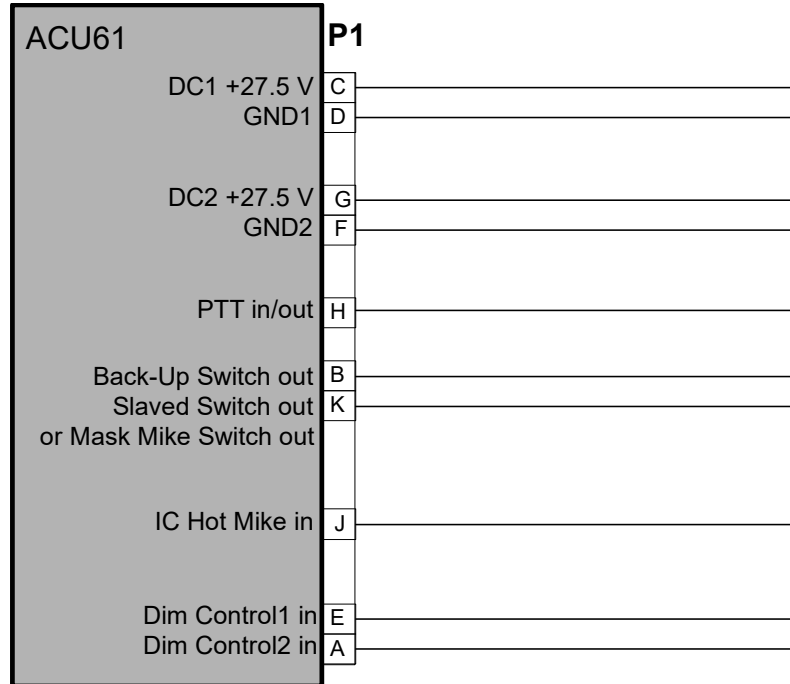 ACU61 P1
DC1 +27.5 V C
GND1 D
DC2 +27.5 V G
GND2 F
PTT in/out H
Back-Up Switch out B
Slaved Switch out K
or Mask Mike Switch out
IC Hot Mike in J
Dim Control1 in E
Dim Control2 in A